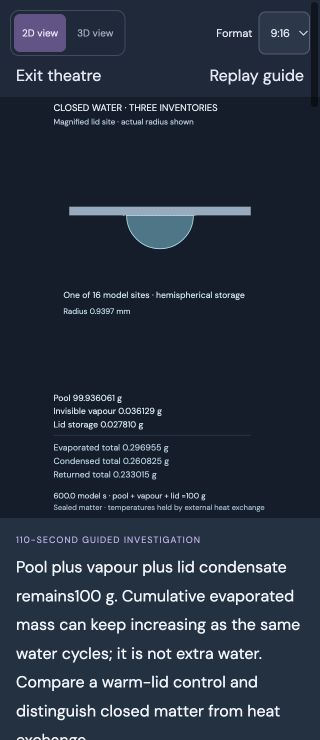 2D view 3D view Format 9:16
Exit theatre Replay guide
CLOSED WATER · THREE INVENTORIES
Magnified lid site · actual radius shown
One of 16 model sites · hemispherical storage
Radius 0.9397 mm
Pool 99.936061 g
Invisible vapour 0.036129 g
Lid storage 0.027810 g
Evaporated total 0.296955 g
Condensed total 0.260825 g
Returned total 0.233015 g
600.0 model s · pool + vapour + lid =100 g
Sealed matter · temperatures held by external heat exchange
110-SECOND GUIDED INVESTIGATION
Pool plus vapour plus lid condensate
remains100 g. Cumulative evaporated
mass can keep increasing as the same
water cycles; it is not extra water.
Compare a warm-lid control and
distinguish closed matter from heat
exchange.